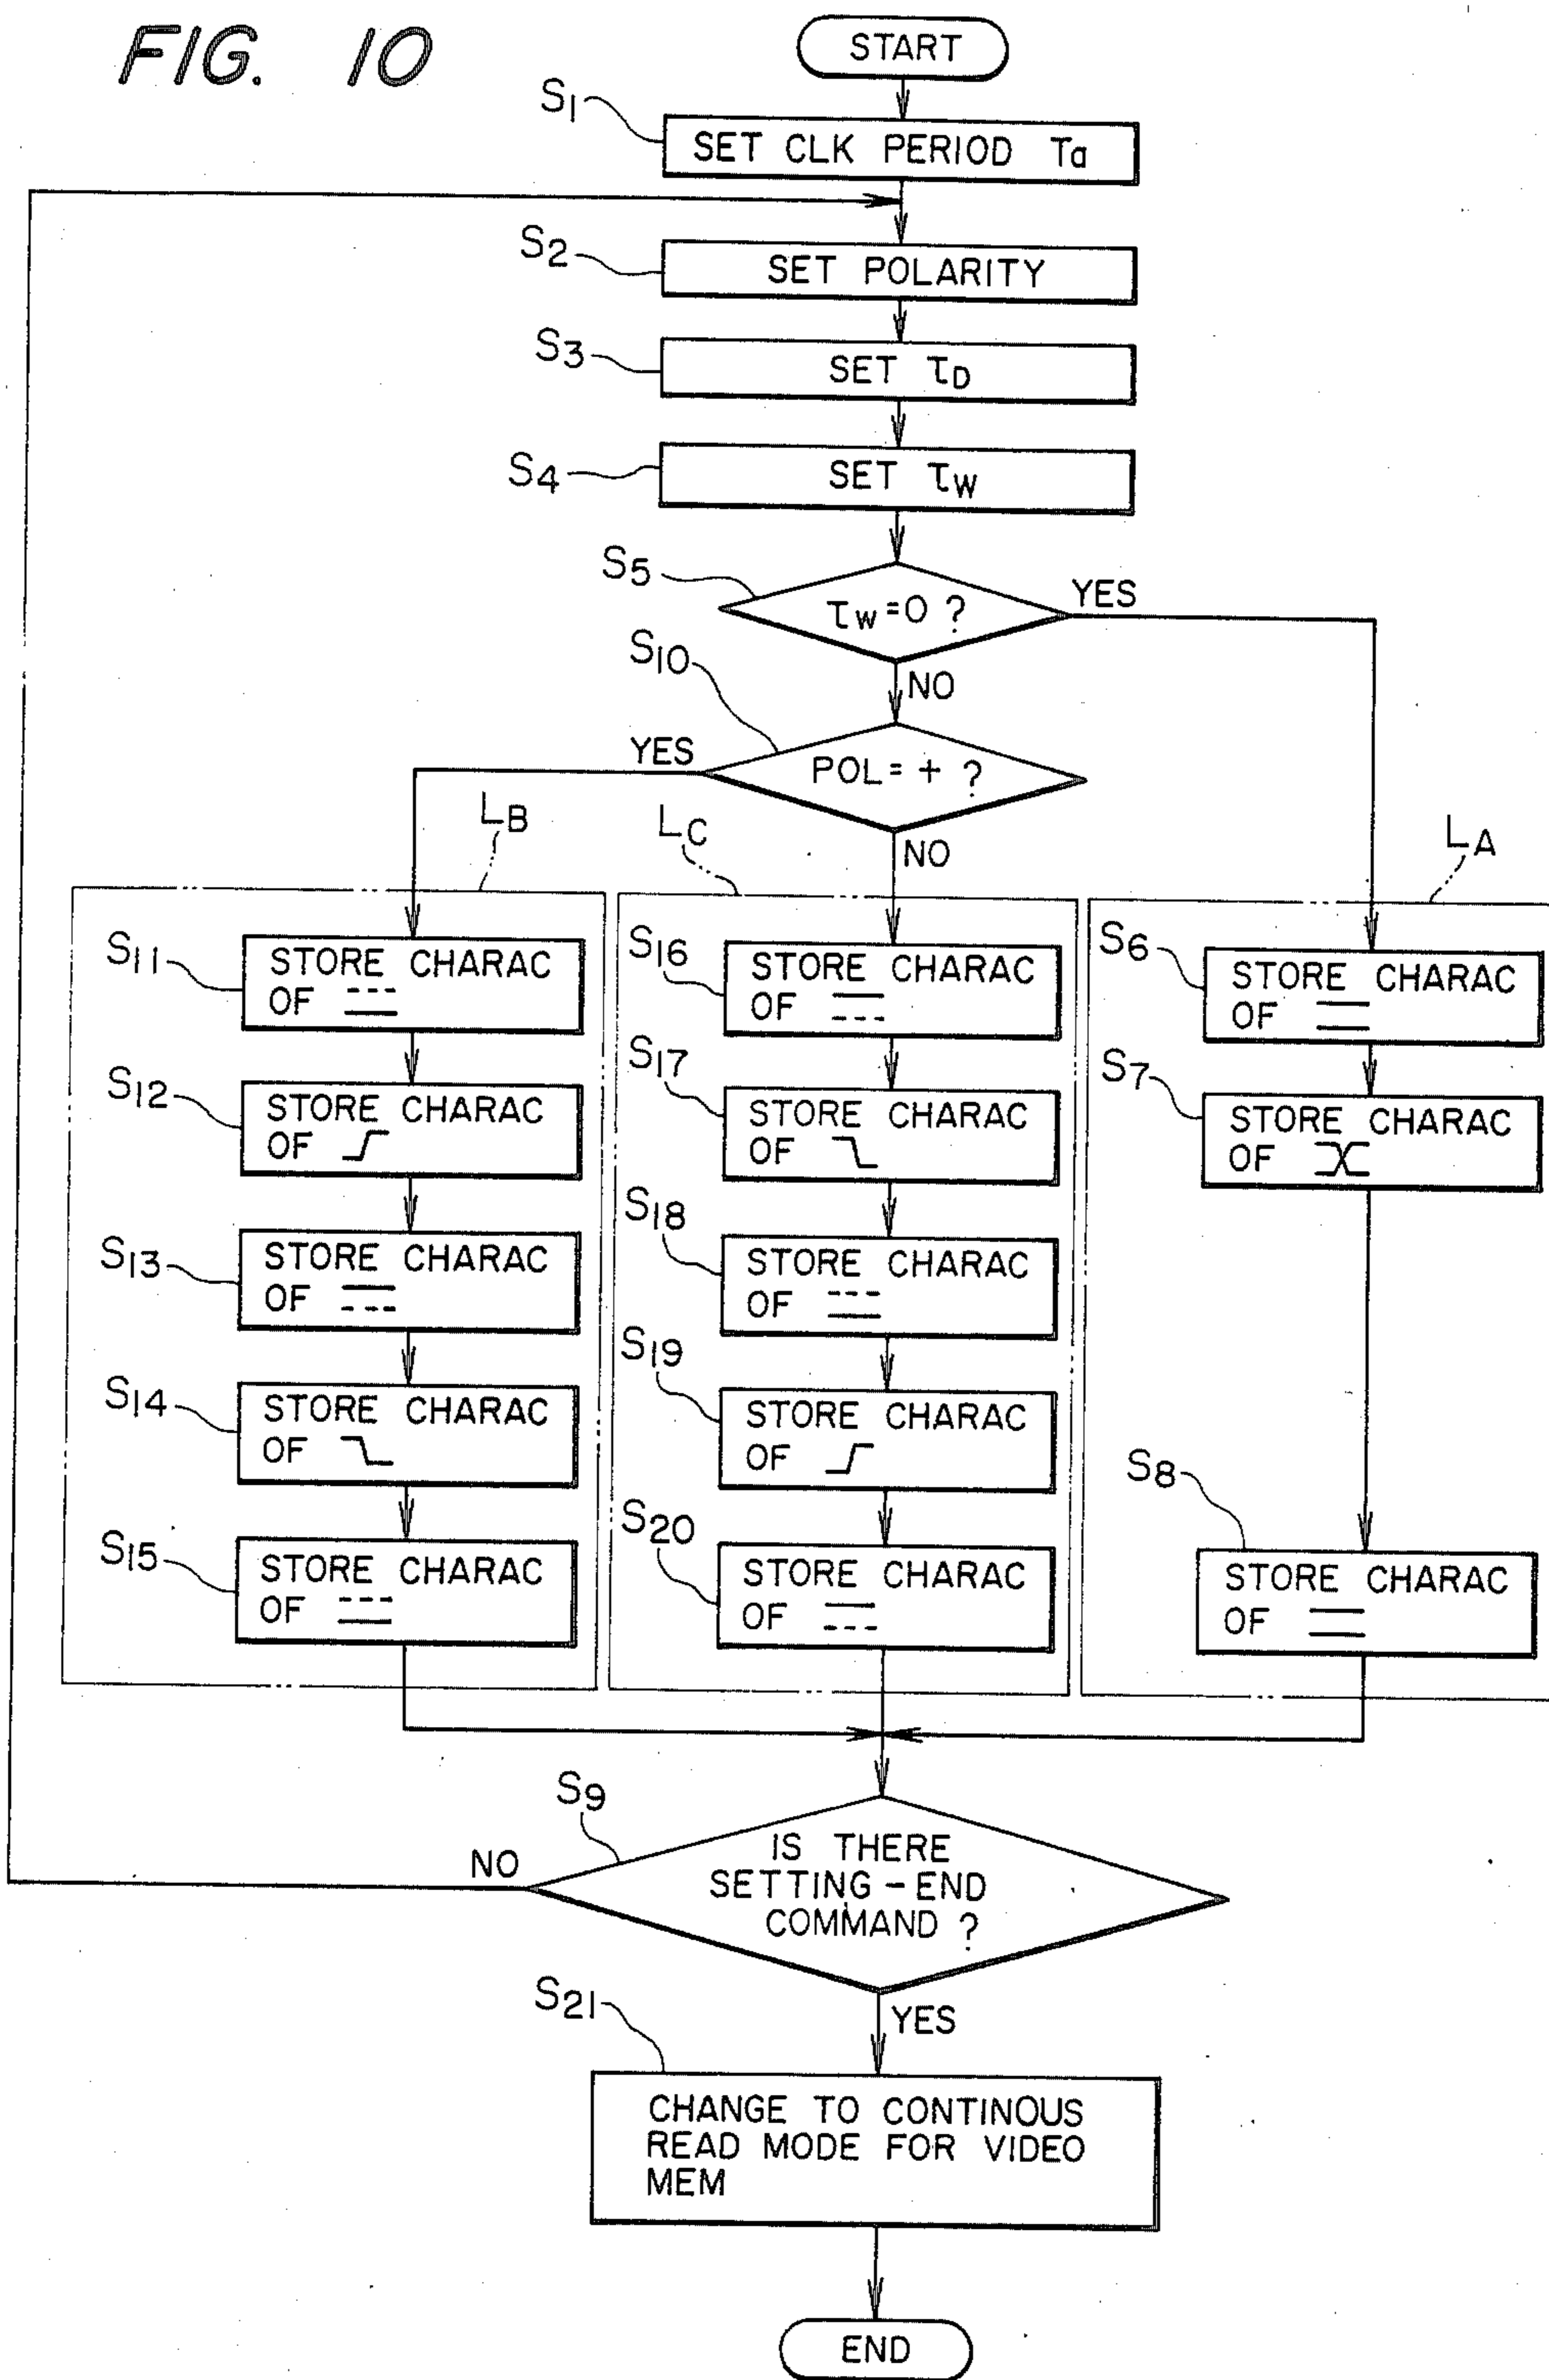 FIG. 10
START
S1
SET CLK PERIOD Ta
S2
SET POLARITY
S3
SET τD
S4
SET τW
S5
τW=0 ?
YES
NO
S10
POL=+ ?
YES
NO
LB
LC
LA
S11
STORE CHARAC
OF
S12
STORE CHARAC
OF
S13
STORE CHARAC
OF
S14
STORE CHARAC
OF
S15
STORE CHARAC
OF
S16
STORE CHARAC
OF
S17
STORE CHARAC
OF
S18
STORE CHARAC
OF
S19
STORE CHARAC
OF
S20
STORE CHARAC
OF
S6
STORE CHARAC
OF
S7
STORE CHARAC
OF
S8
STORE CHARAC
OF
S9
IS THERE
SETTING-END
COMMAND ?
NO
YES
S21
CHANGE TO CONTINOUS
READ MODE FOR VIDEO
MEM
END